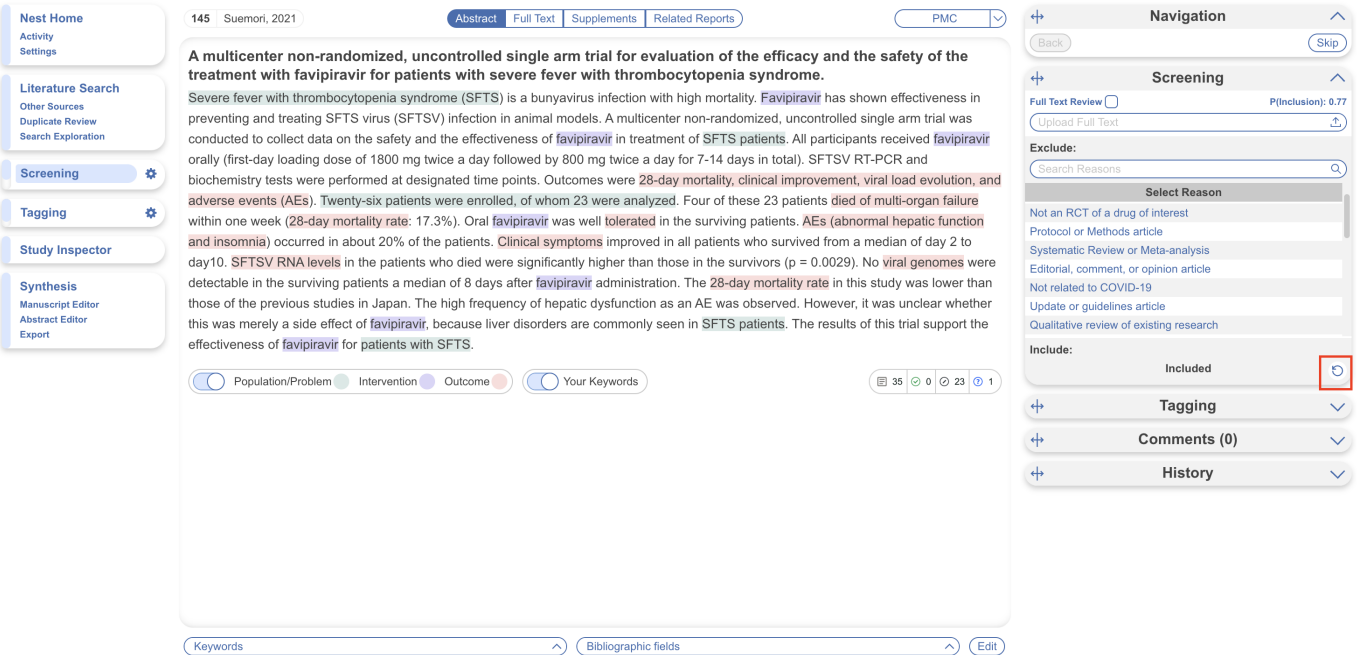 Nest Home
Activity
Settings
Literature Search
Other Sources
Duplicate Review
Search Exploration
Screening
Tagging
Study Inspector
Synthesis
Manuscript Editor
Abstract Editor
Export
145 Suemori, 2021
Abstract Full Text Supplements Related Reports
PMC
A multicenter non-randomized, uncontrolled single arm trial for evaluation of the efficacy and the safety of the
treatment with favipiravir for patients with severe fever with thrombocytopenia syndrome.
Severe fever with thrombocytopenia syndrome (SFTS) is a bunyavirus infection with high mortality. Favipiravir has shown effectiveness in
preventing and treating SFTS virus (SFTSV) infection in animal models. A multicenter non-randomized, uncontrolled single arm trial was
conducted to collect data on the safety and the effectiveness of favipiravir in treatment of SFTS patients. All participants received favipiravir
orally (first-day loading dose of 1800 mg twice a day followed by 800 mg twice a day for 7-14 days in total). SFTSV RT-PCR and
biochemistry tests were performed at designated time points. Outcomes were 28-day mortality, clinical improvement, viral load evolution, and
adverse events (AEs). Twenty-six patients were enrolled, of whom 23 were analyzed. Four of these 23 patients died of multi-organ failure
within one week (28-day mortality rate: 17.3%). Oral favipiravir was well tolerated in the surviving patients. AEs (abnormal hepatic function
and insomnia) occurred in about 20% of the patients. Clinical symptoms improved in all patients who survived from a median of day 2 to
day10. SFTSV RNA levels in the patients who died were significantly higher than those in the survivors (p = 0.0029). No viral genomes were
detectable in the surviving patients a median of 8 days after favipiravir administration. The 28-day mortality rate in this study was lower than
those of the previous studies in Japan. The high frequency of hepatic dysfunction as an AE was observed. However, it was unclear whether
this was merely a side effect of favipiravir, because liver disorders are commonly seen in SFTS patients. The results of this trial support the
effectiveness of favipiravir for patients with SFTS.
Population/Problem Intervention Outcome Your Keywords
35 0 23 1
Keywords Bibliographic fields Edit
Navigation
Back Skip
Screening
Full Text Review P(Inclusion): 0.77
Upload Full Text
Exclude:
Search Reasons
Select Reason
Not an RCT of a drug of interest
Protocol or Methods article
Systematic Review or Meta-analysis
Editorial, comment, or opinion article
Not related to COVID-19
Update or guidelines article
Qualitative review of existing research
Include:
Included
Tagging
Comments (0)
History